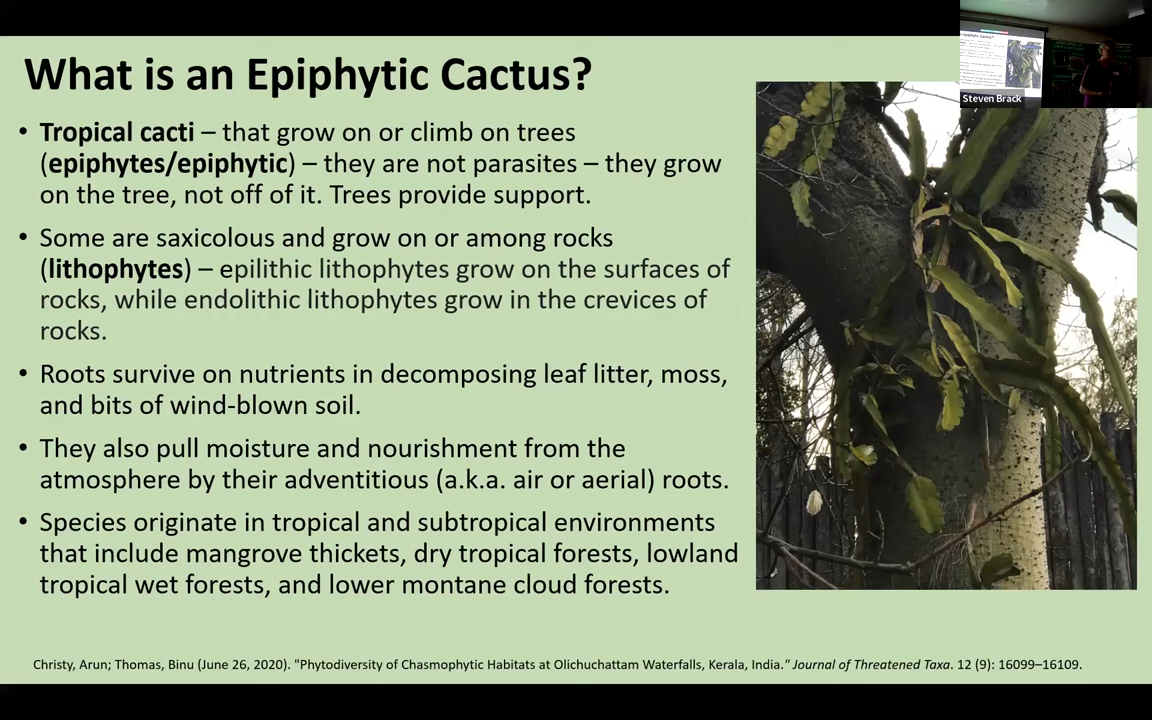 What is an Epiphytic Cactus?
Steven Brack
• Tropical cacti – that grow on or climb on trees
(epiphytes/epiphytic) – they are not parasites – they grow
on the tree, not off of it. Trees provide support.
• Some are saxicolous and grow on or among rocks
(lithophytes) – epilithic lithophytes grow on the surfaces of
rocks, while endolithic lithophytes grow in the crevices of
rocks.
• Roots survive on nutrients in decomposing leaf litter, moss,
and bits of wind-blown soil.
• They also pull moisture and nourishment from the
atmosphere by their adventitious (a.k.a. air or aerial) roots.
• Species originate in tropical and subtropical environments
that include mangrove thickets, dry tropical forests, lowland
tropical wet forests, and lower montane cloud forests.
Christy, Arun; Thomas, Binu (June 26, 2020). "Phytodiversity of Chasmophytic Habitats at Olichuchattam Waterfalls, Kerala, India." Journal of Threatened Taxa. 12 (9): 16099–16109.